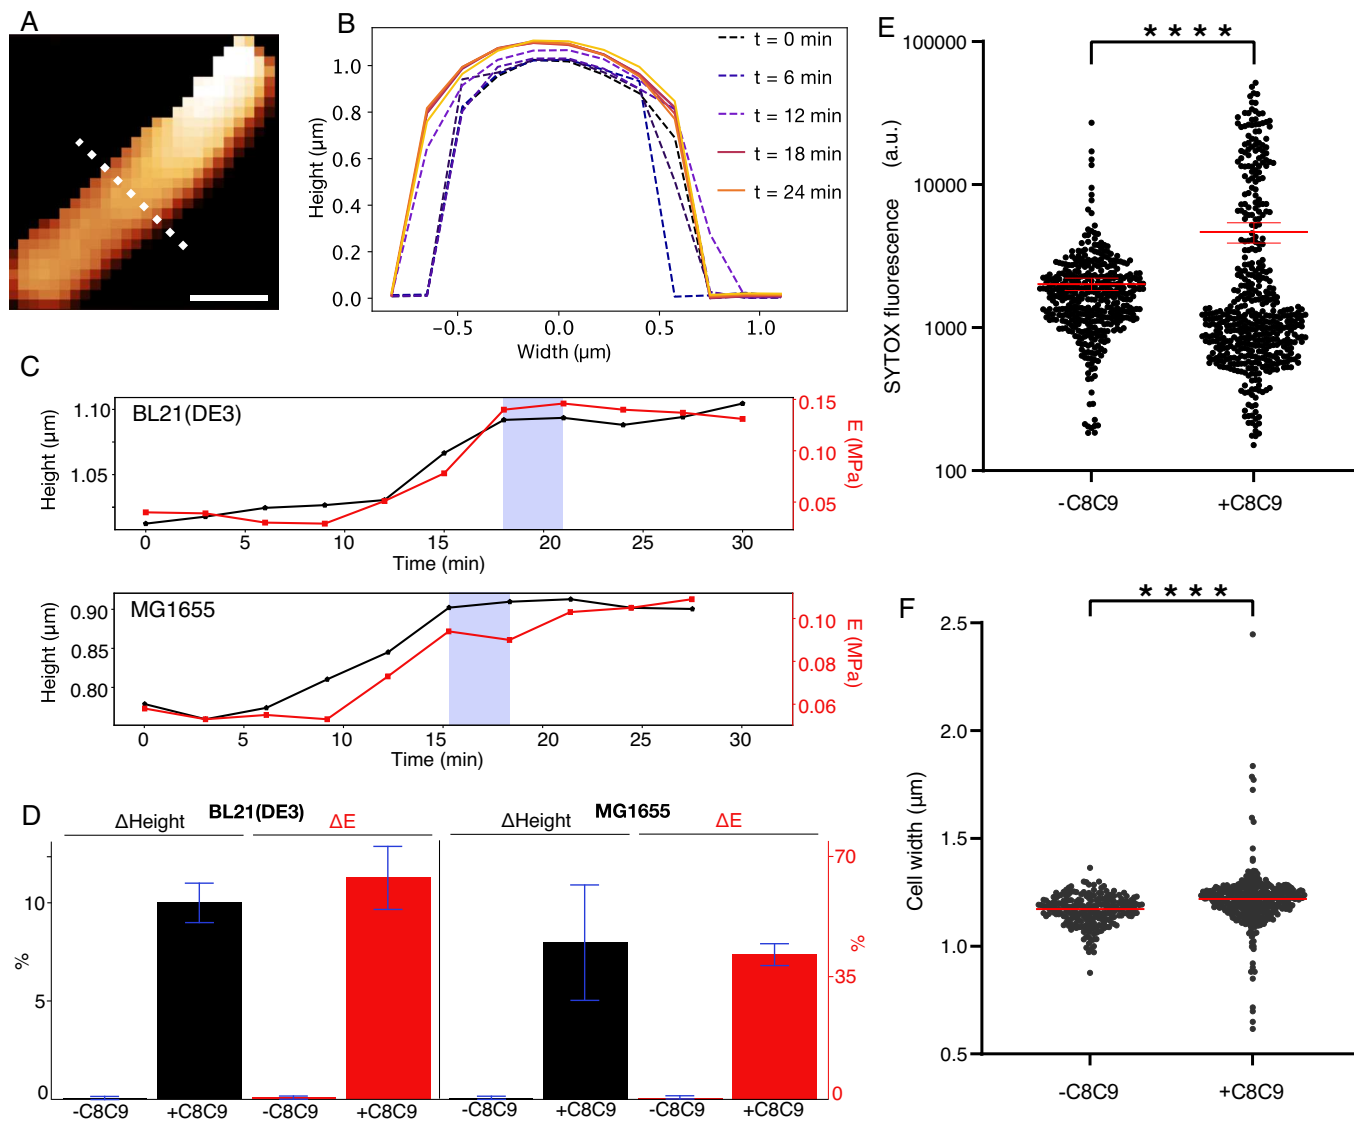 A
B
Height (µm)
1.0
0.8
0.6
0.4
0.2
0.0
−0.5
0.0
0.5
1.0
Width (µm)
t = 0 min
t = 6 min
t = 12 min
t = 18 min
t = 24 min
C
BL21(DE3)
Height (µm)
1.10
1.05
0.15
0.10
0.05
E (MPa)
0
5
10
15
20
25
30
Time (min)
MG1655
Height (µm)
0.90
0.85
0.80
0.10
0.08
0.06
E (MPa)
0
5
10
15
20
25
30
Time (min)
D
BL21(DE3)
MG1655
ΔHeight
ΔE
ΔHeight
ΔE
%
10
5
0
70
35
0
%
-C8C9
+C8C9
-C8C9
+C8C9
-C8C9
+C8C9
-C8C9
+C8C9
E
****
SYTOX fluorescence (a.u.)
100000
10000
1000
100
-C8C9
+C8C9
F
****
Cell width (µm)
2.5
2.0
1.5
1.0
0.5
-C8C9
+C8C9